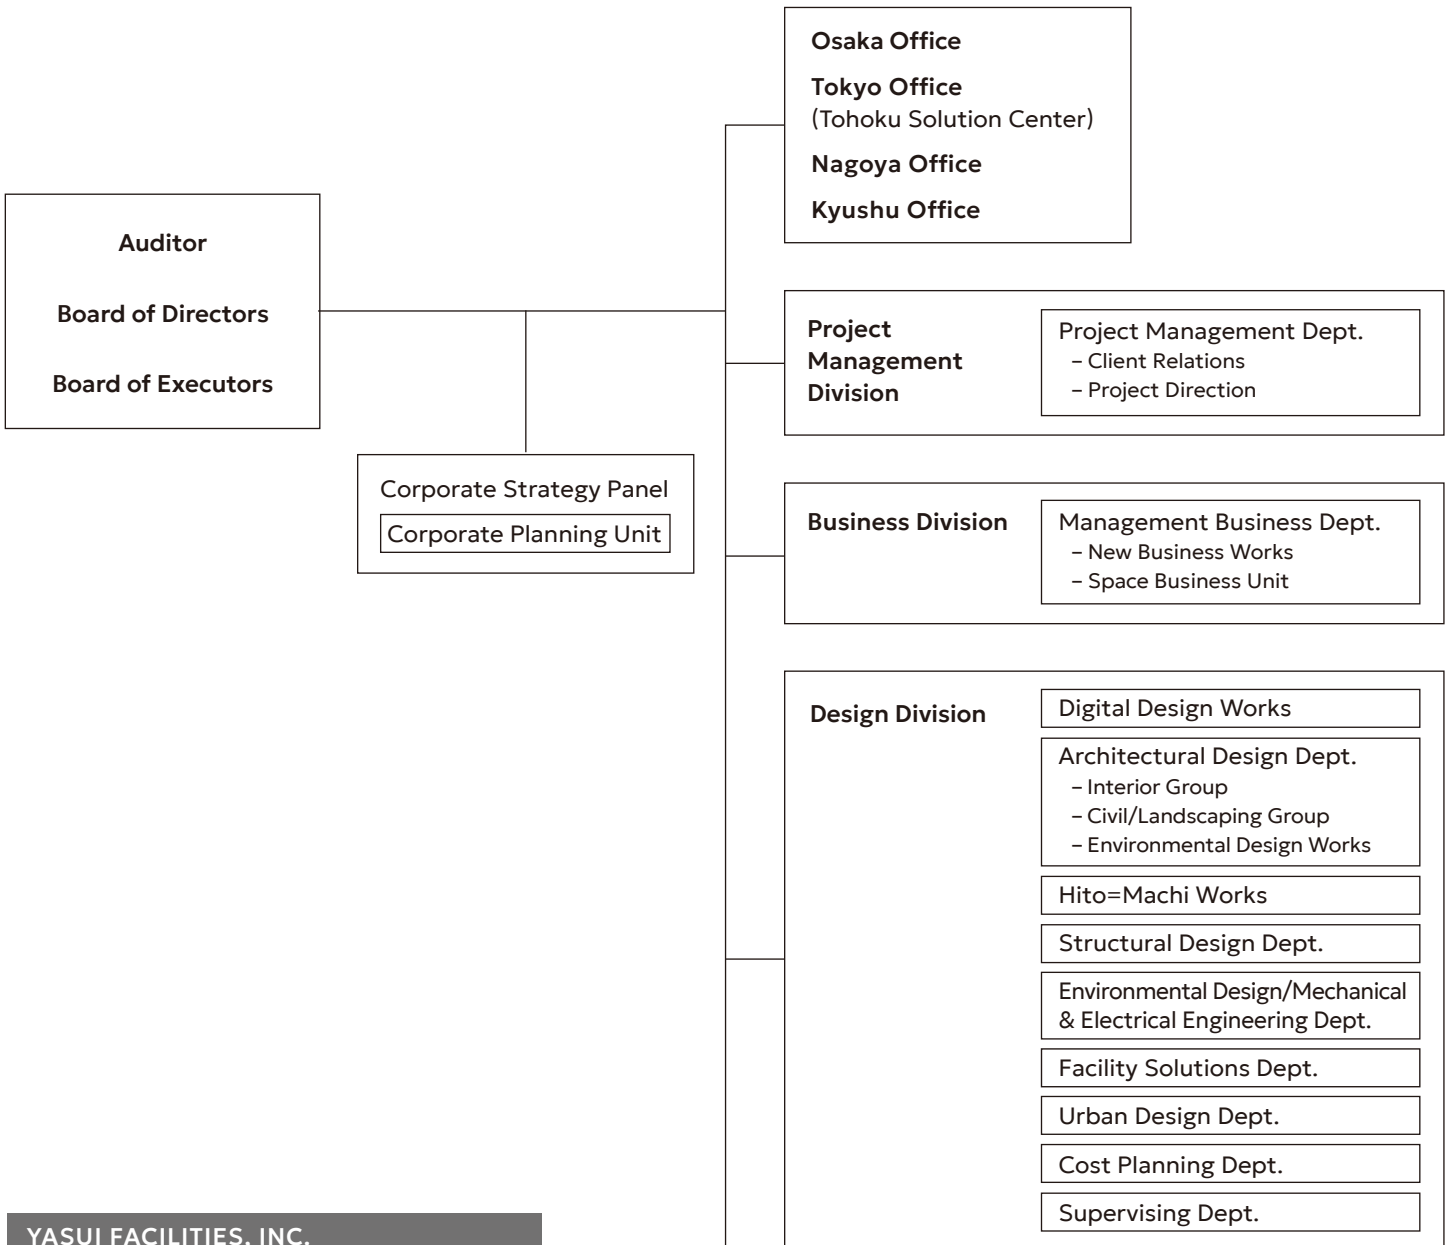 Osaka Office
Tokyo Office
(Tohoku Solution Center)
Nagoya Office
Kyushu Office
Auditor
Board of Directors
Board of Executors
Project
Management
Division
Project Management Dept.
– Client Relations
– Project Direction
Corporate Strategy Panel
Corporate Planning Unit
Business Division
Management Business Dept.
– New Business Works
– Space Business Unit
Design Division
Digital Design Works
Architectural Design Dept.
– Interior Group
– Civil/Landscaping Group
– Environmental Design Works
Hito=Machi Works
Structural Design Dept.
Environmental Design/Mechanical
& Electrical Engineering Dept.
Facility Solutions Dept.
Urban Design Dept.
Cost Planning Dept.
Supervising Dept.
YASUI FACILITIES, INC.